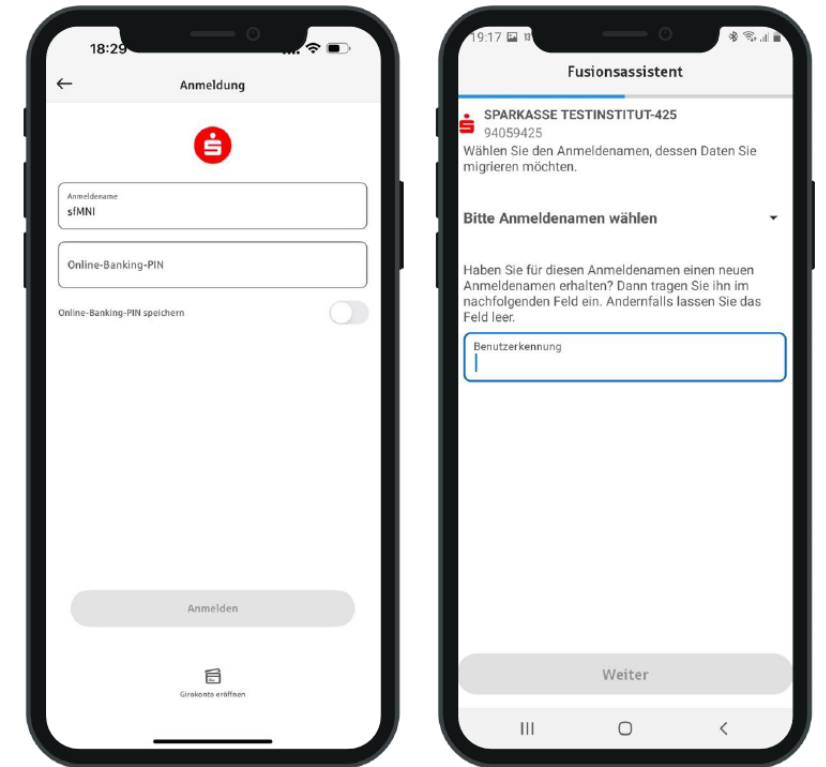 18:29
Anmeldung
Anmeldename
sfMNI
Online-Banking-PIN
Online-Banking-PIN speichern
Anmelden
Girokonto eröffnen
19:17
Fusionsassistent
SPARKASSE TESTINSTITUT-425
94059425
Wählen Sie den Anmeldenamen, dessen Daten Sie
migrieren möchten.
Bitte Anmeldenamen wählen
Haben Sie für diesen Anmeldenamen einen neuen
Anmeldenamen erhalten? Dann tragen Sie ihn im
nachfolgenden Feld ein. Andernfalls lassen Sie das
Feld leer.
Benutzerkennung
Weiter